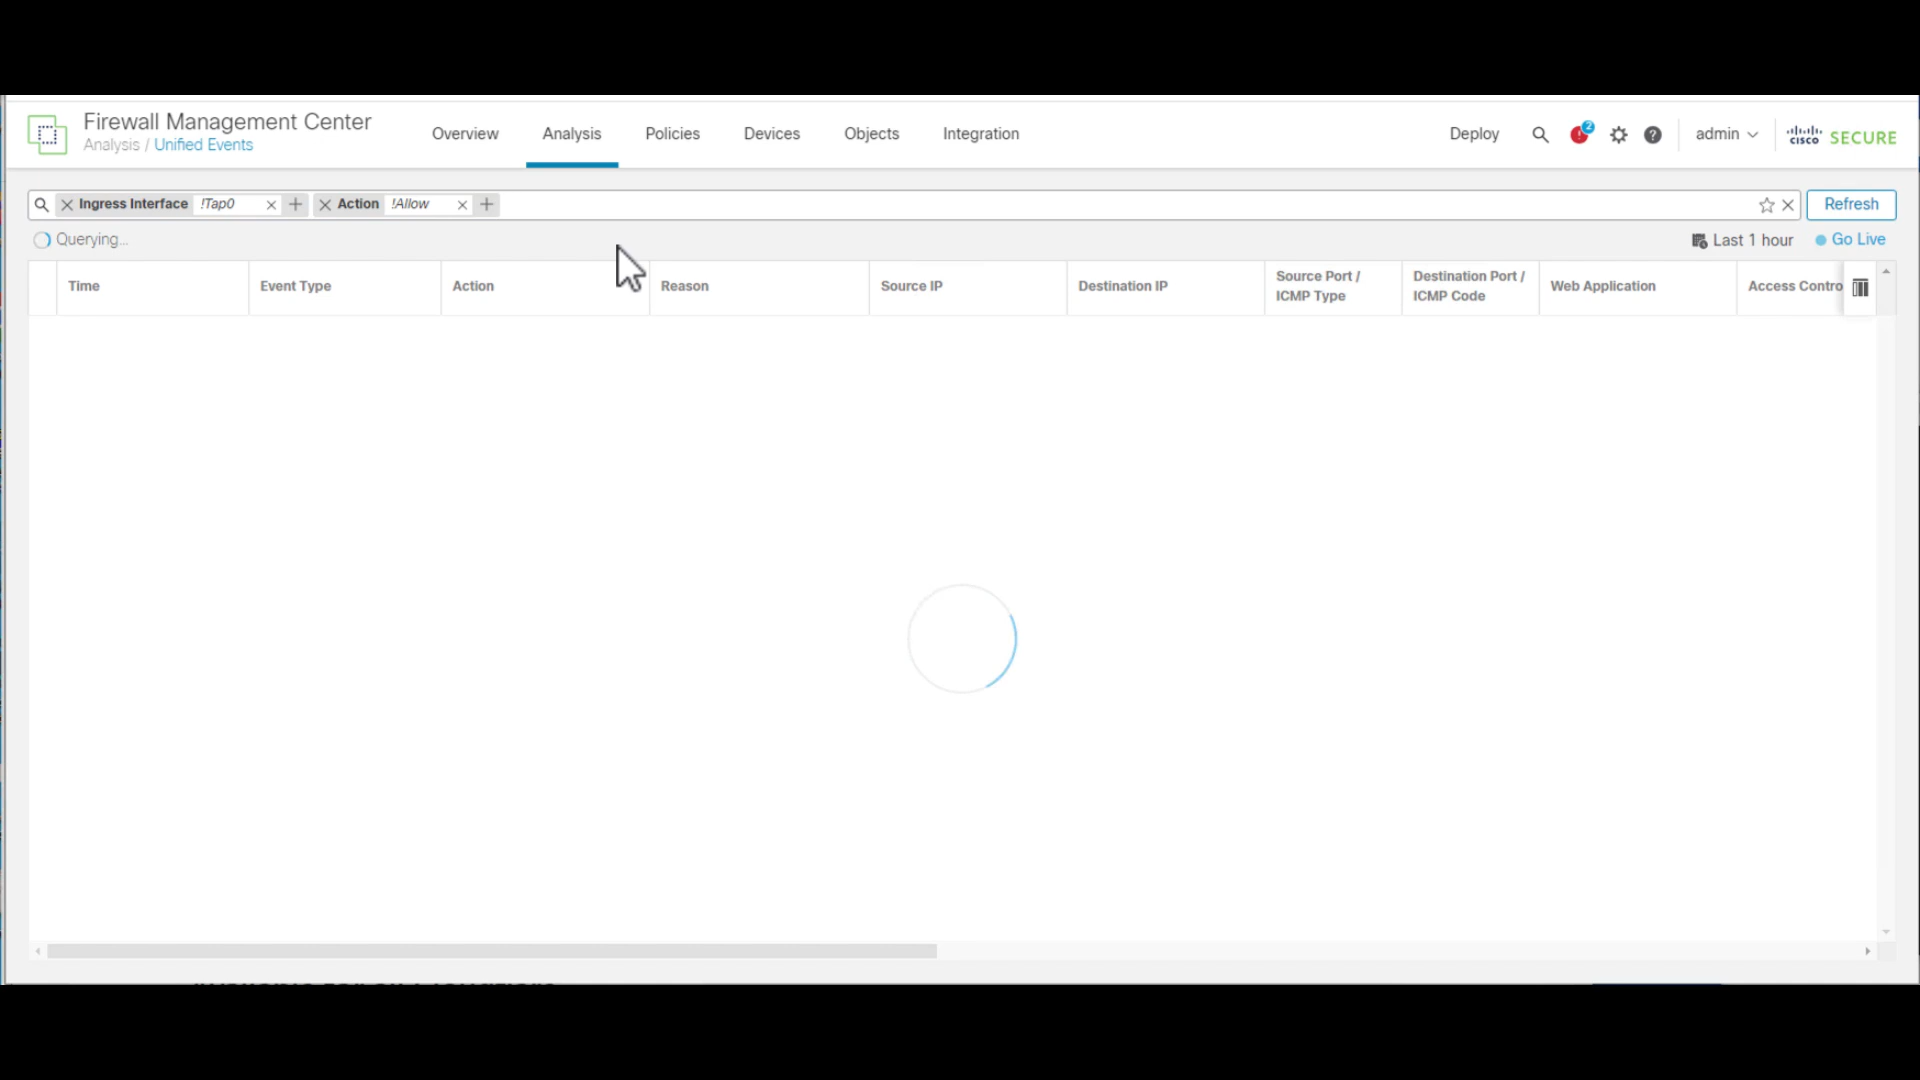 Firewall Management Center
Analysis / Unified Events
Overview
Analysis
Policies
Devices
Objects
Integration
Deploy
2
admin
cisco SECURE
Ingress Interface !Tap0
Action !Allow
Refresh
Querying...
Last 1 hour
Go Live
Time
Event Type
Action
Reason
Source IP
Destination IP
Source Port /
ICMP Type
Destination Port /
ICMP Code
Web Application
Access Contro